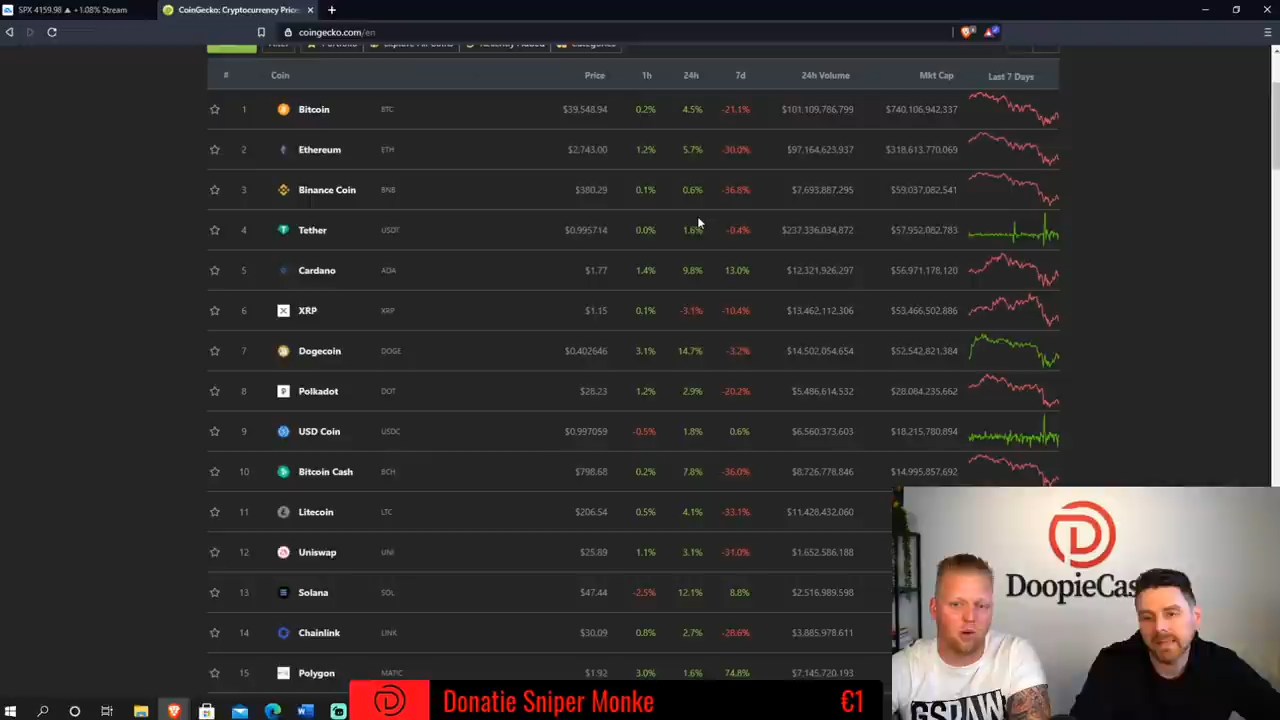 SPX 4159.98 ▲ +1.08% Stream
CoinGecko: Cryptocurrency Price
coingecko.com/en
# Coin Price 1h 24h 7d 24h Volume Mkt Cap Last 7 Days
1 Bitcoin BTC $39,548.94 0.2% 4.5% -21.1% $101,109,786,799 $740,106,942,337
2 Ethereum ETH $2,743.00 1.2% 5.7% -30.0% $97,164,623,937 $318,613,770,069
3 Binance Coin BNB $380.29 0.1% 0.6% -36.8% $7,693,887,295 $59,037,082,541
4 Tether USDT $0.995714 0.0% 1.6% -0.4% $237,336,034,872 $57,952,082,783
5 Cardano ADA $1.77 1.4% 9.8% 13.0% $12,321,926,297 $56,971,178,120
6 XRP XRP $1.15 0.1% -3.1% -10.4% $13,462,112,306 $53,466,502,886
7 Dogecoin DOGE $0.402646 3.1% 14.7% -3.2% $14,502,054,654 $52,542,821,384
8 Polkadot DOT $28.23 1.2% 2.9% -20.2% $5,486,614,532 $28,084,235,662
9 USD Coin USDC $0.997059 -0.5% 1.8% 0.6% $6,560,373,603 $18,215,780,894
10 Bitcoin Cash BCH $798.68 0.2% 7.8% -36.0% $8,726,778,846 $14,995,857,692
11 Litecoin LTC $206.54 0.5% 4.1% -33.1% $11,428,432,060
12 Uniswap UNI $25.89 1.1% 3.1% -31.0% $1,652,586,188
13 Solana SOL $47.44 -2.5% 12.1% 8.8% $2,516,989,598
14 Chainlink LINK $30.09 0.8% 2.7% -28.6% $3,885,978,611
15 Polygon MATIC $1.92 3.0% 1.6% 74.8% $7,145,720,193
DoopieCas
GSRAW
Donatie Sniper Monke €1